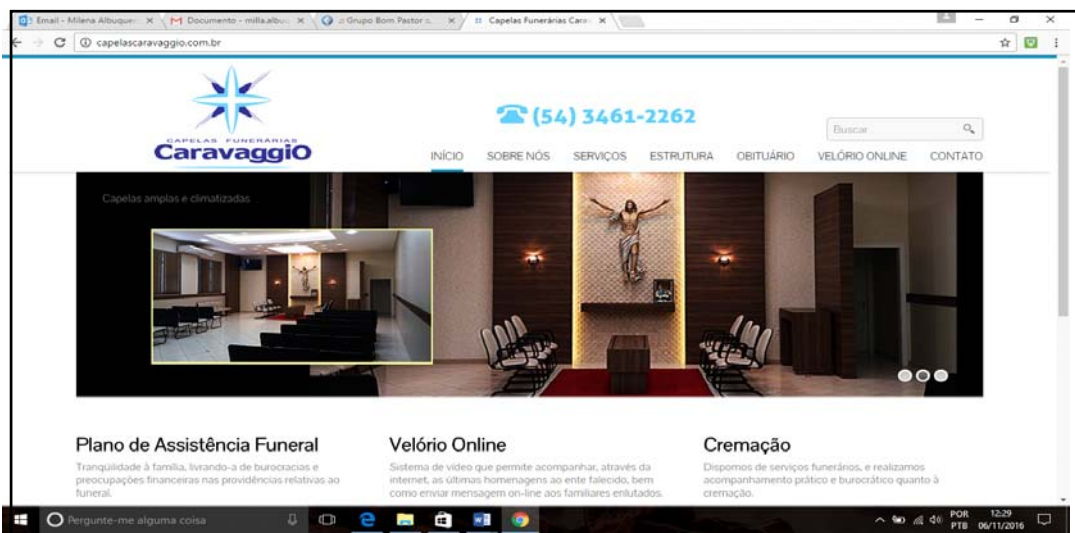 Email - Milena Albuquer
Documento - milla.albuq
.: Grupo Bom Pastor :.
Capelas Funerárias Carav
capelascaravaggio.com.br
(54) 3461-2262
Buscar
CAPELAS FUNERÁRIAS
Caravaggio
INÍCIO SOBRE NÓS SERVIÇOS ESTRUTURA OBITUÁRIO VELÓRIO ONLINE CONTATO
Capelas amplas e climatizadas
Plano de Assistência Funeral
Tranqüilidade à família, livrando-a de burocracias e
preocupações financeiras nas providências relativas ao
funeral.
Velório Online
Sistema de vídeo que permite acompanhar, através da
internet, as últimas homenagens ao ente falecido, bem
como enviar mensagem on-line aos familiares enlutados.
Cremação
Dispomos de serviços funerários, e realizamos
acompanhamento prático e burocrático quanto à
cremação.
Pergunte-me alguma coisa
POR
PTB
12:29
06/11/2016